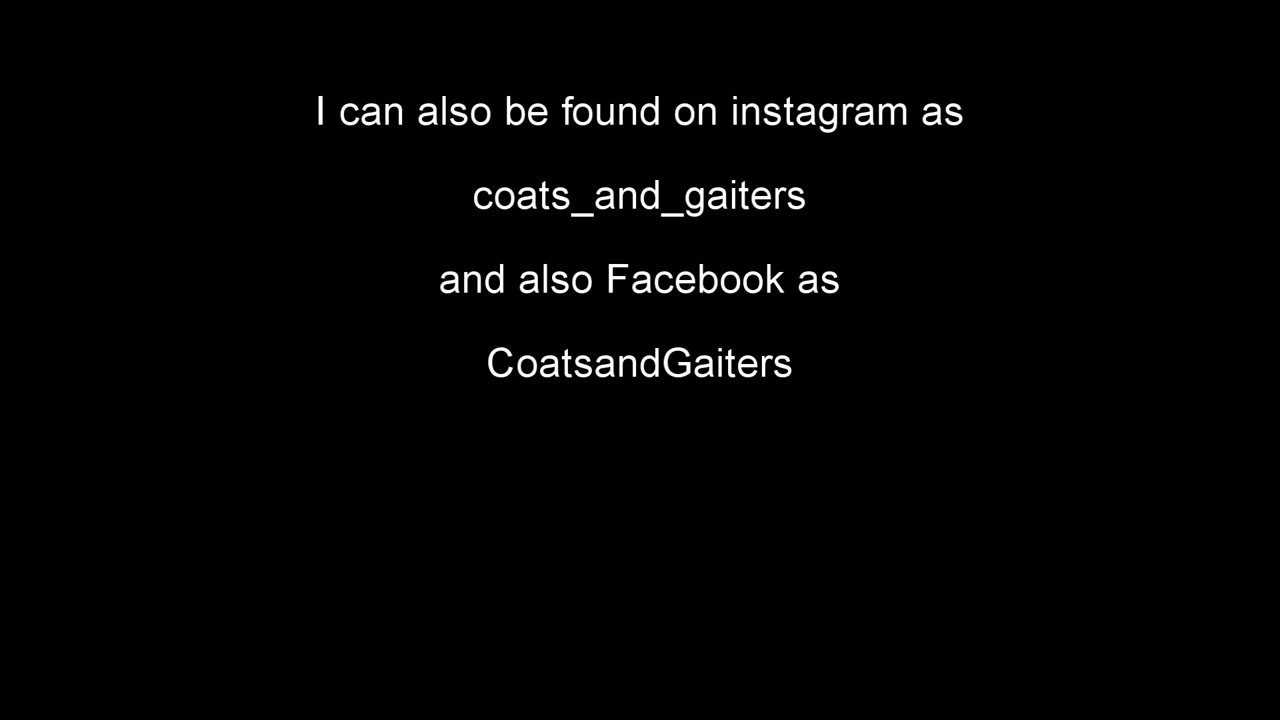 I can also be found on instagram as
coats_and_gaiters
and also Facebook as
CoatsandGaiters